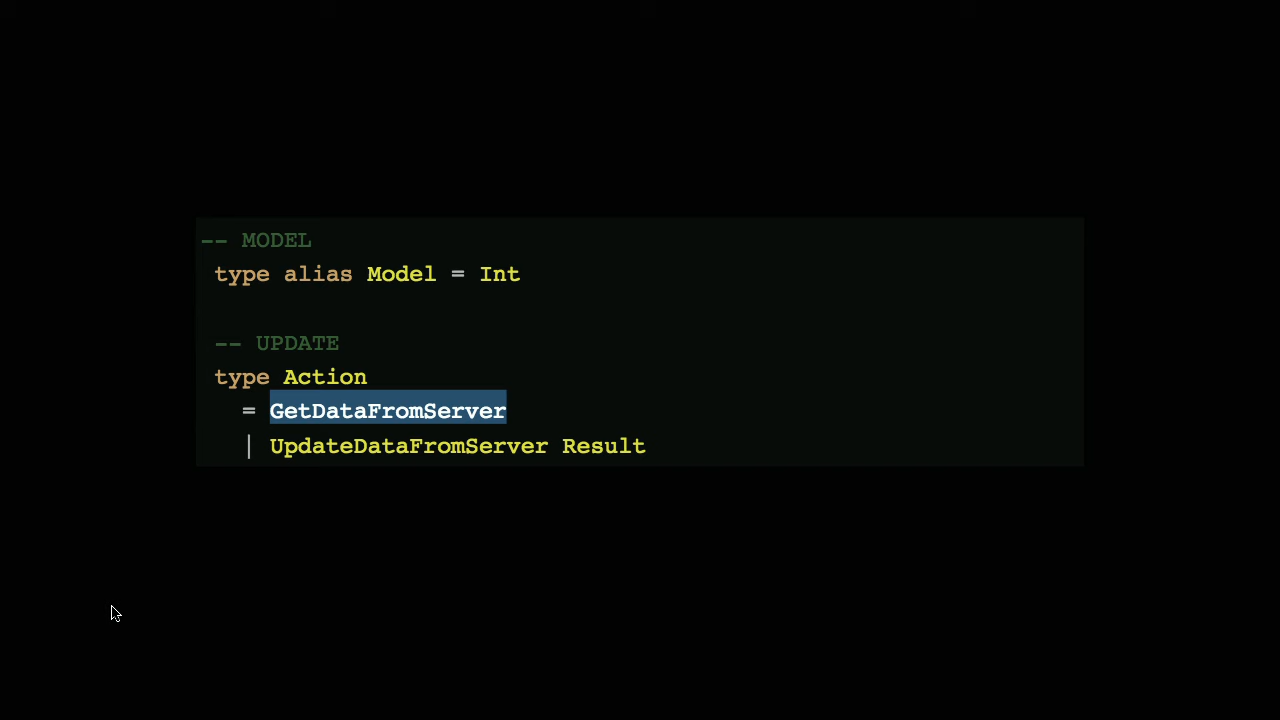 -- MODEL
type alias Model = Int
-- UPDATE
type Action
= GetDataFromServer
| UpdateDataFromServer Result